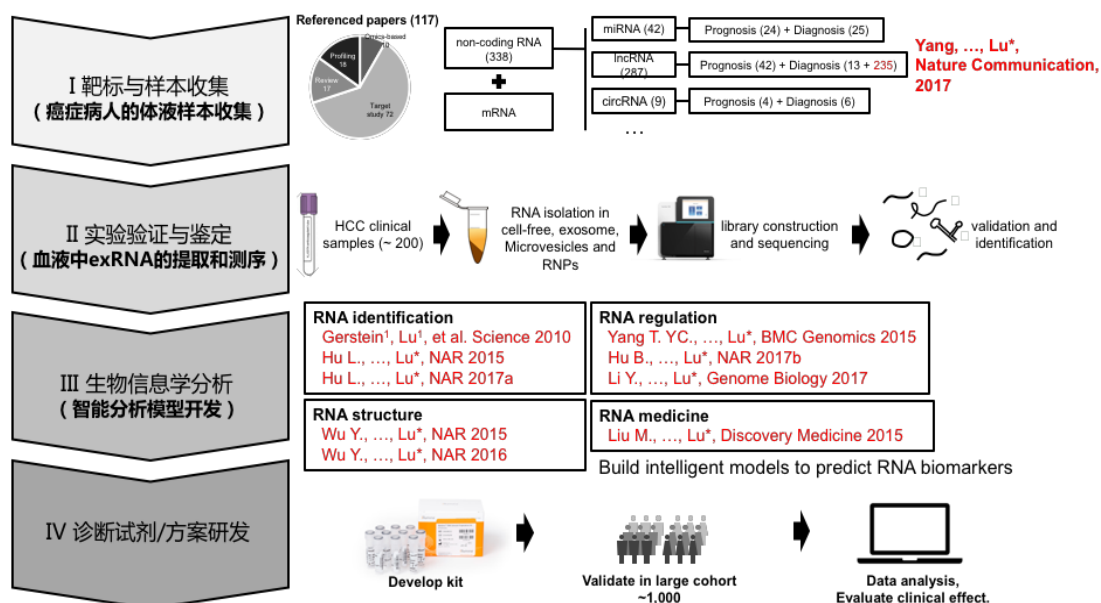 I 靶标与样本收集
（癌症病人的体液样本收集）
Referenced papers (117)
Omics-based
10
Profiling
18
Review
17
Target
study 72
non-coding RNA
(338)
mRNA
miRNA (42)
Prognosis (24) + Diagnosis (25)
lncRNA
(287)
Prognosis (42) + Diagnosis (13 + 235)
circRNA (9)
Prognosis (4) + Diagnosis (6)
…
Yang, …, Lu*,
Nature Communication,
2017
II 实验验证与鉴定
（血液中exRNA的提取和测序）
HCC clinical
samples (~ 200)
RNA isolation in
cell-free, exosome,
Microvesicles and
RNPs
library construction
and sequencing
validation and
identification
III 生物信息学分析
（智能分析模型开发）
RNA identification
Gerstein¹, Lu¹, et al. Science 2010
Hu L., …, Lu*, NAR 2015
Hu L., …, Lu*, NAR 2017a
RNA regulation
Yang T. YC., …, Lu*, BMC Genomics 2015
Hu B., …, Lu*, NAR 2017b
Li Y., …, Lu*, Genome Biology 2017
RNA structure
Wu Y., …, Lu*, NAR 2015
Wu Y., …, Lu*, NAR 2016
RNA medicine
Liu M., …, Lu*, Discovery Medicine 2015
Build intelligent models to predict RNA biomarkers
IV 诊断试剂/方案研发
Develop kit
Validate in large cohort
~1,000
Data analysis,
Evaluate clinical effect.